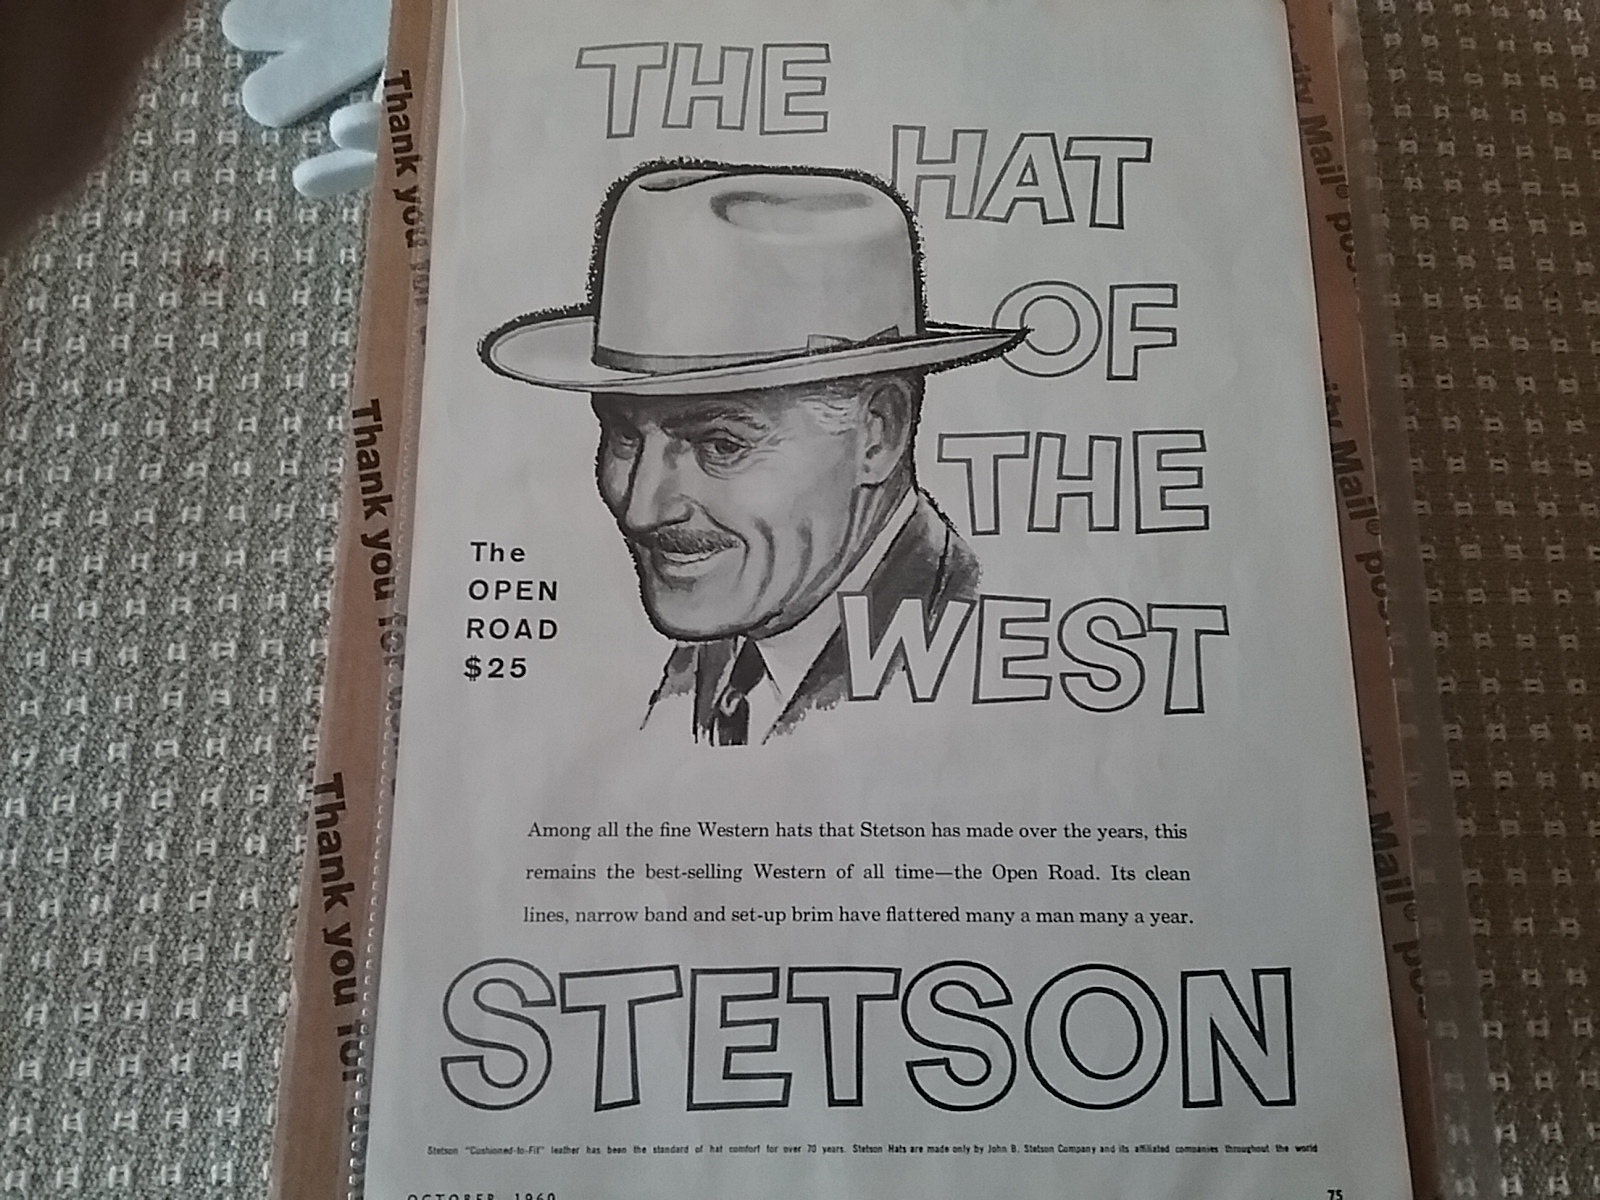 THE
HAT
OF
THE
WEST
The
OPEN
ROAD
$25
Among all the fine Western hats that Stetson has made over the years, this
remains the best-selling Western of all time—the Open Road. Its clean
lines, narrow band and set-up brim have flattered many a man many a year.
STETSON
Stetson "Cushioned-to-Fit" leather has been the standard of hat comfort for over 70 years. Stetson Hats are made only by John B. Stetson Company and its affiliated companies throughout the world
OCTOBER, 1960
75
Thank you for
Thank you for
Thank you for
Mail®
Mail®
Mail®